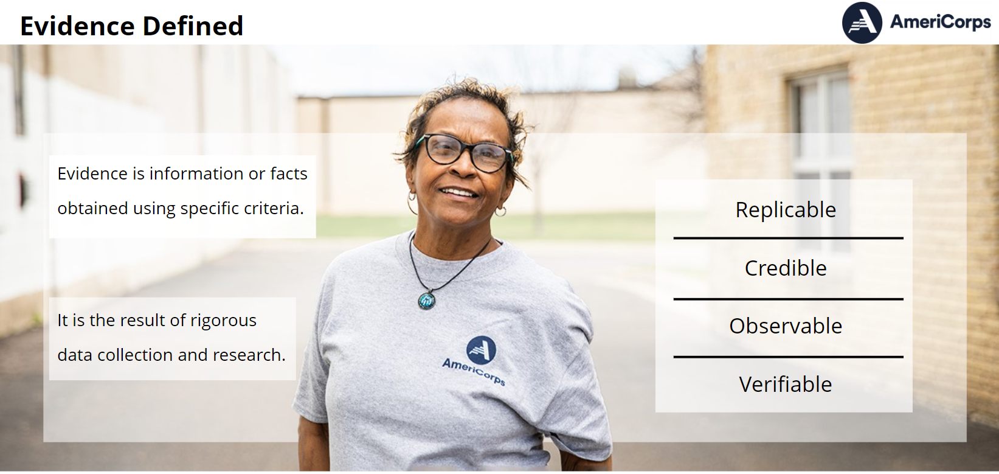 Evidence Defined
AmeriCorps
Evidence is information or facts
obtained using specific criteria.
It is the result of rigorous
data collection and research.
Replicable
Credible
Observable
Verifiable
AmeriCorps